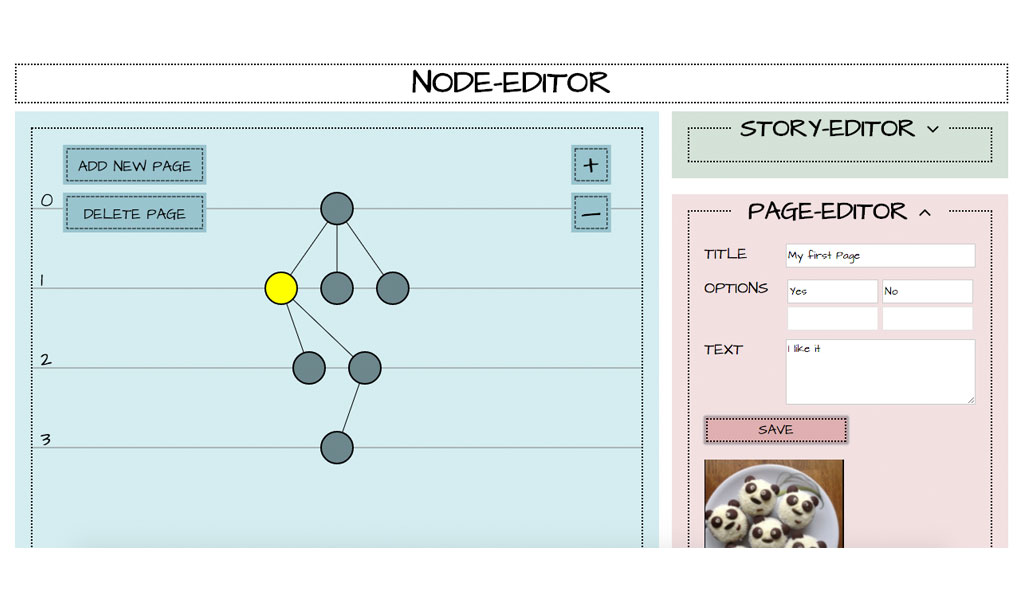 NODE-EDITOR
ADD NEW PAGE
+
0
DELETE PAGE
–
1
2
3
STORY-EDITOR
PAGE-EDITOR
TITLE
My first Page
OPTIONS
Yes
No
TEXT
I like it
SAVE